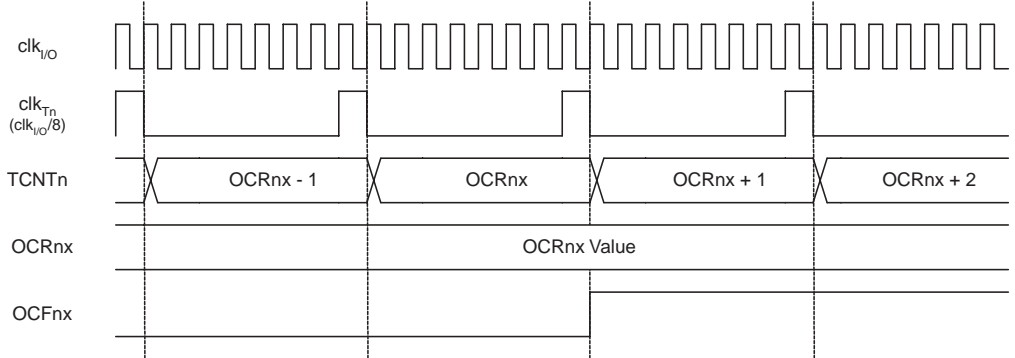 clkI/O
clkTn
(clkI/O/8)
TCNTn OCRnx - 1 OCRnx OCRnx + 1 OCRnx + 2
OCRnx OCRnx Value
OCFnx